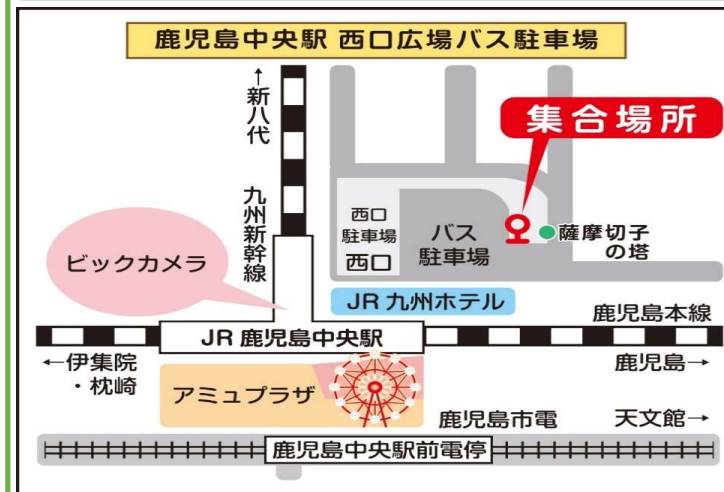 鹿児島中央駅 西口広場バス駐車場
↑新八代
九州新幹線
集合場所
西口
駐車場
西口
バス
駐車場
薩摩切子
の塔
ビックカメラ
JR 九州ホテル
鹿児島本線
JR 鹿児島中央駅
←伊集院
・枕崎
鹿児島→
アミュプラザ
鹿児島市電
天文館→
鹿児島中央駅前電停